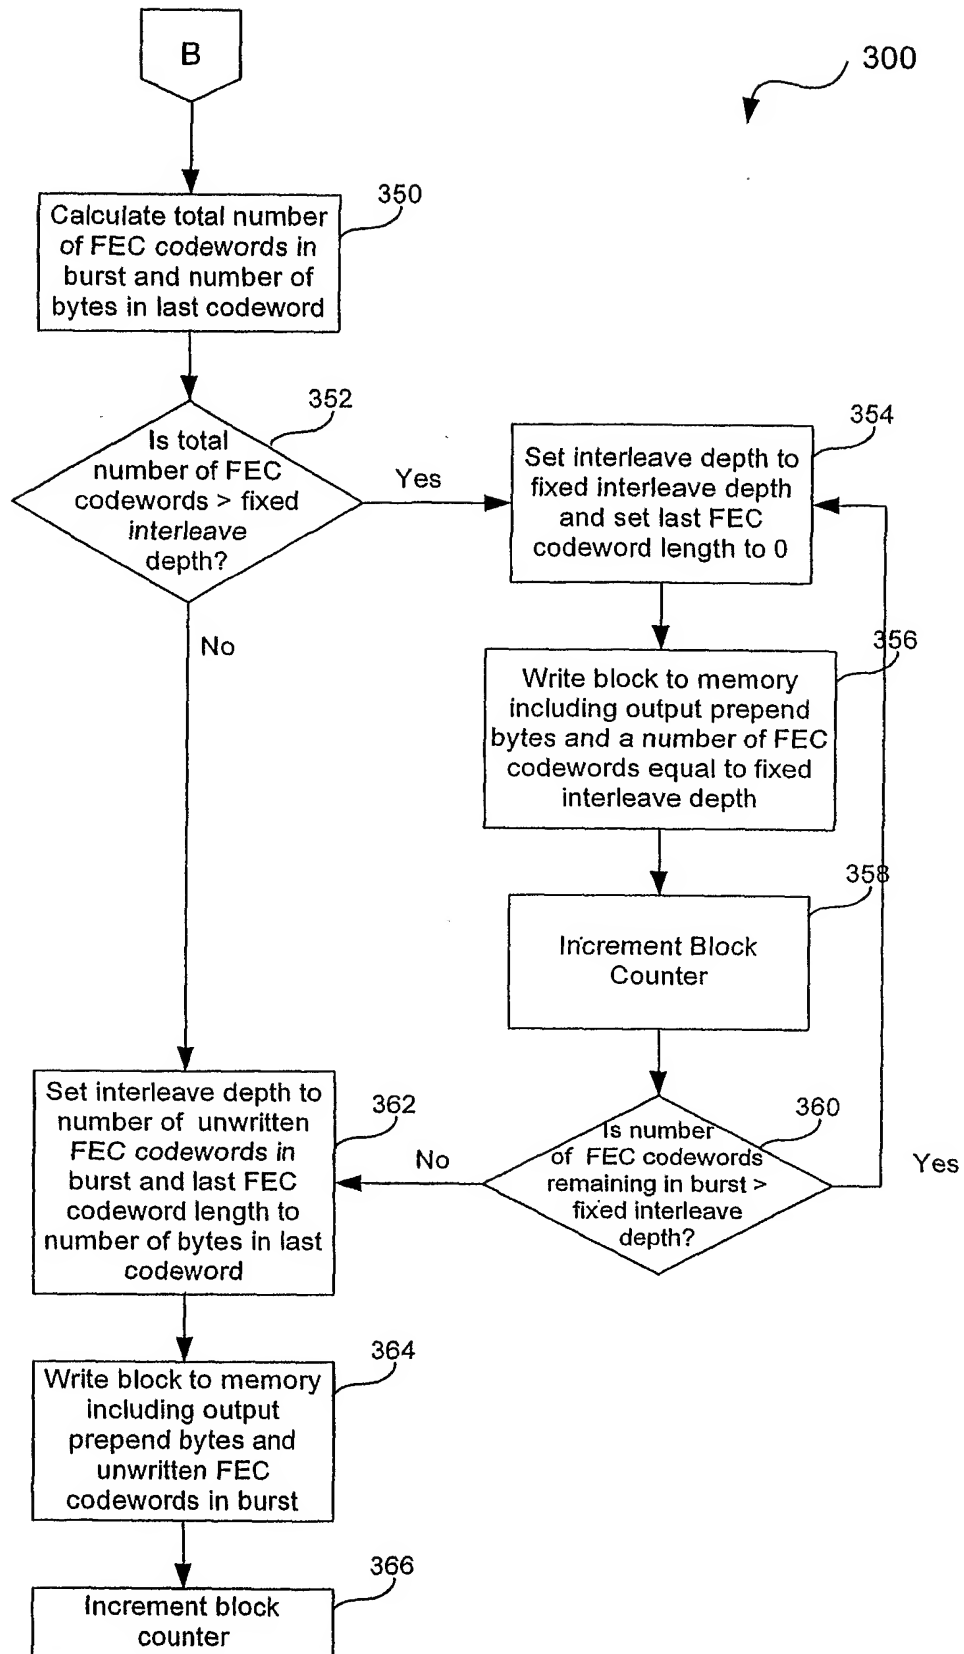 B
300
350
Calculate total number
of FEC codewords in
burst and number of
bytes in last codeword
352
Is total
number of FEC
codewords > fixed
interleave
depth?
Yes
No
354
Set interleave depth to
fixed interleave depth
and set last FEC
codeword length to 0
356
Write block to memory
including output prepend
bytes and a number of FEC
codewords equal to fixed
interleave depth
358
Increment Block
Counter
360
Is number
of FEC codewords
remaining in burst >
fixed interleave
depth?
Yes
No
362
Set interleave depth to
number of unwritten
FEC codewords in
burst and last FEC
codeword length to
number of bytes in last
codeword
364
Write block to memory
including output
prepend bytes and
unwritten FEC
codewords in burst
366
Increment block
counter